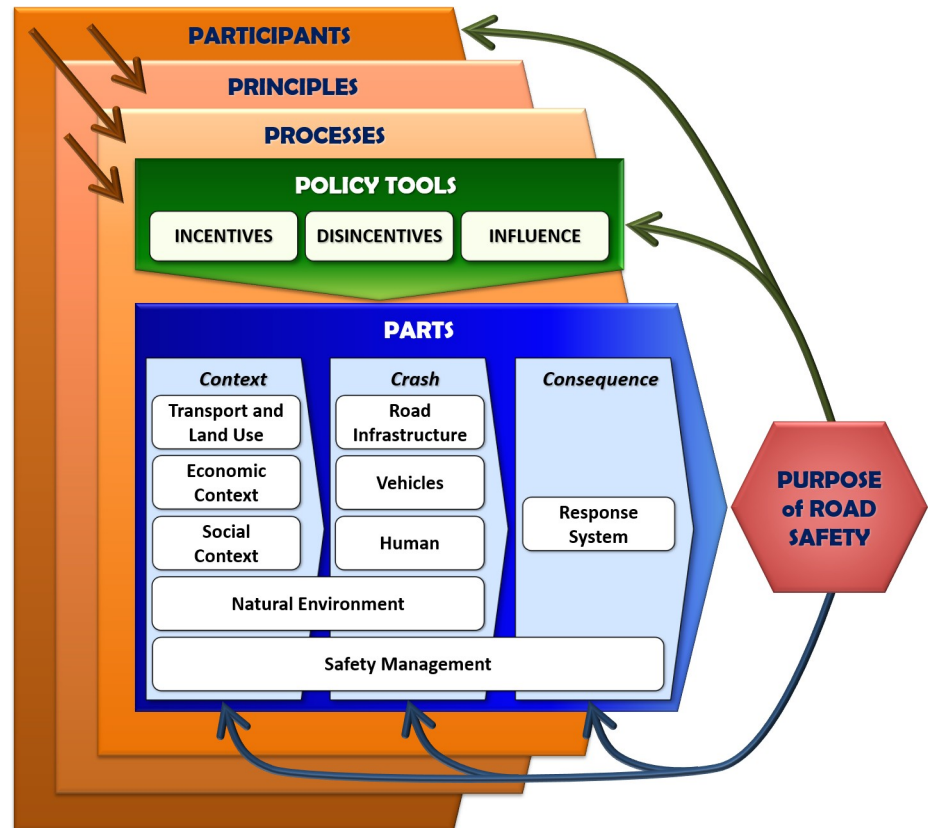 PARTICIPANTS
PRINCIPLES
PROCESSES
POLICY TOOLS
INCENTIVES
DISINCENTIVES
INFLUENCE
PARTS
Context
Transport and
Land Use
Economic
Context
Social
Context
Crash
Road
Infrastructure
Vehicles
Human
Natural Environment
Consequence
Response
System
Safety Management
PURPOSE
of ROAD
SAFETY